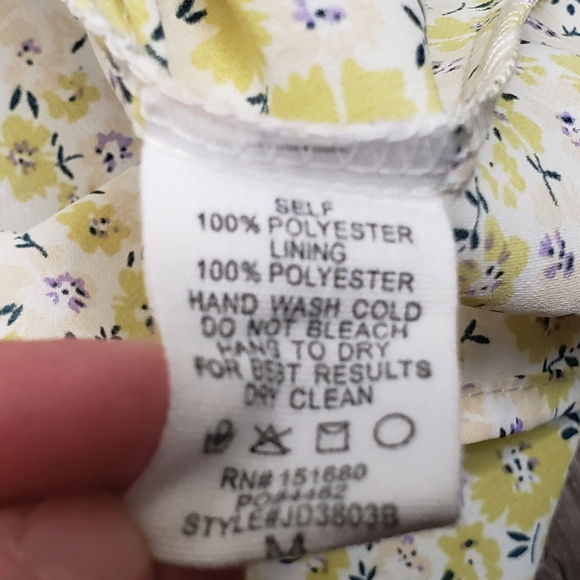 SELF
100% POLYESTER
LINING
100% POLYESTER
HAND WASH COLD
DO NOT BLEACH
HANG TO DRY
FOR BEST RESULTS
DRY CLEAN
RN# 151680
PO#4462
STYLE#JD3803B
M